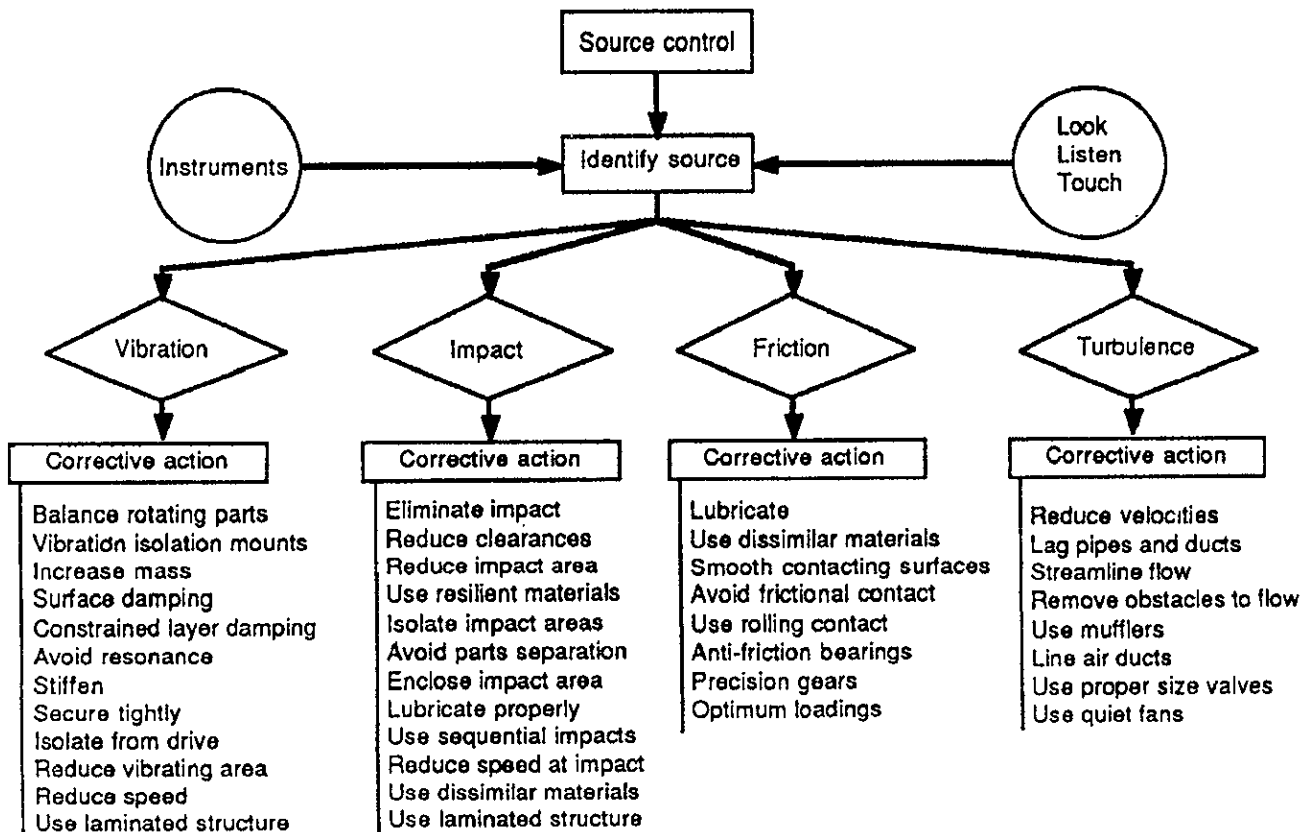 Source control
Instruments
Identify source
Look
Listen
Touch
Vibration
Impact
Friction
Turbulence
Corrective action
Balance rotating parts
Vibration isolation mounts
Increase mass
Surface damping
Constrained layer damping
Avoid resonance
Stiffen
Secure tightly
Isolate from drive
Reduce vibrating area
Reduce speed
Use laminated structure
Corrective action
Eliminate impact
Reduce clearances
Reduce impact area
Use resilient materials
Isolate impact areas
Avoid parts separation
Enclose impact area
Lubricate properly
Use sequential impacts
Reduce speed at impact
Use dissimilar materials
Use laminated structure
Corrective action
Lubricate
Use dissimilar materials
Smooth contacting surfaces
Avoid frictional contact
Use rolling contact
Anti-friction bearings
Precision gears
Optimum loadings
Corrective action
Reduce velocities
Lag pipes and ducts
Streamline flow
Remove obstacles to flow
Use mufflers
Line air ducts
Use proper size valves
Use quiet fans